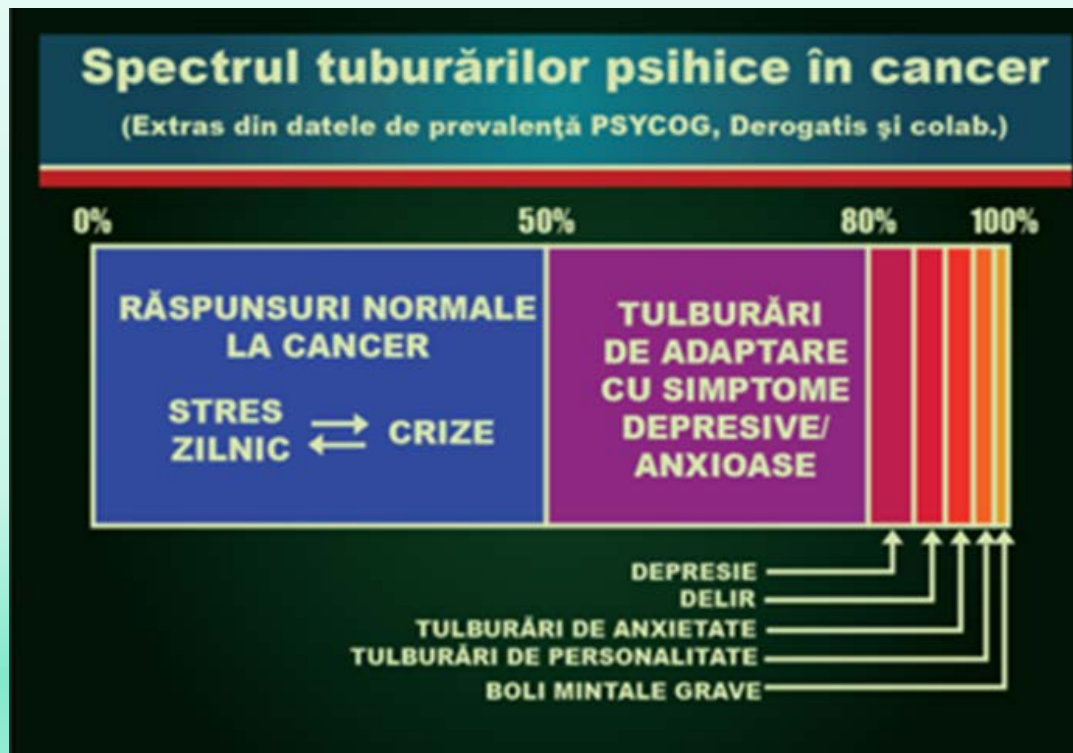 Spectrul tuburărilor psihice în cancer
(Extras din datele de prevalenţă PSYCOG, Derogatis şi colab.)
0% 50% 80% 100%
RĂSPUNSURI NORMALE
LA CANCER
STRES
ZILNIC
CRIZE
TULBURĂRI
DE ADAPTARE
CU SIMPTOME
DEPRESIVE/
ANXIOASE
DEPRESIE
DELIR
TULBURĂRI DE ANXIETATE
TULBURĂRI DE PERSONALITATE
BOLI MINTALE GRAVE